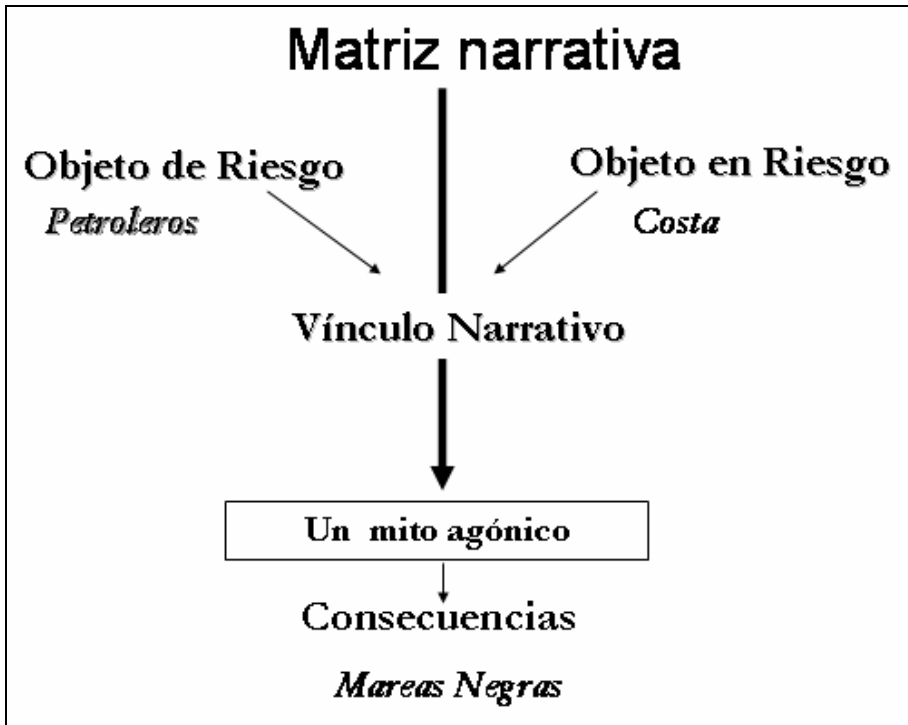 Matriz narrativa
Objeto de Riesgo
Petroleros
Objeto en Riesgo
Costa
Vínculo Narrativo
Un mito agónico
Consecuencias
Mareas Negras